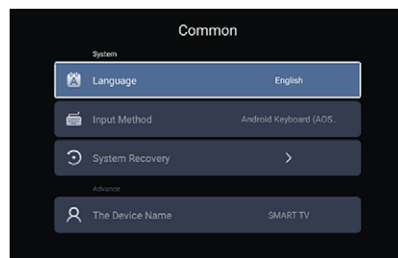 Common
System
Language English
Input Method Android Keyboard (AOS..
System Recovery
Advance
The Device Name SMART TV